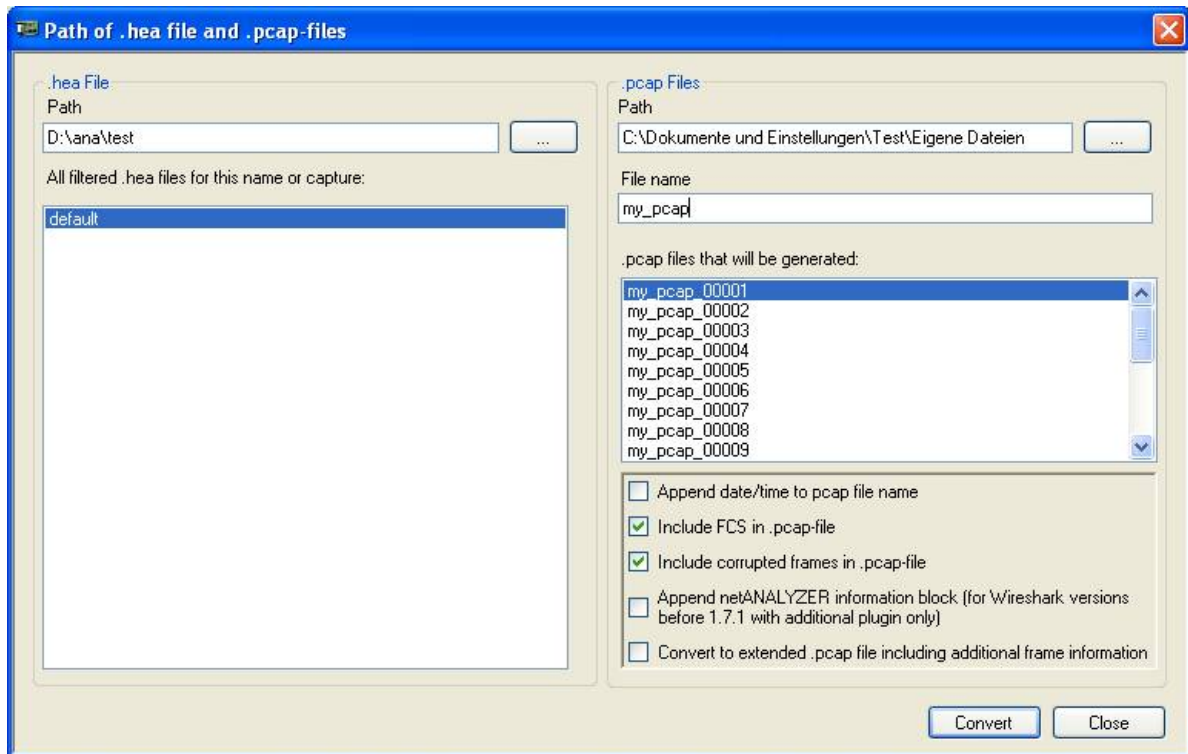 Path of .hea file and .pcap-files
.hea File
Path
D:\ana\test
...
All filtered .hea files for this name or capture:
default
.pcap Files
Path
C:\Dokumente und Einstellungen\Test\Eigene Dateien
...
File name
my_pcap
.pcap files that will be generated:
my_pcap_00001
my_pcap_00002
my_pcap_00003
my_pcap_00004
my_pcap_00005
my_pcap_00006
my_pcap_00007
my_pcap_00008
my_pcap_00009
Append date/time to pcap file name
Include FCS in .pcap-file
Include corrupted frames in .pcap-file
Append netANALYZER information block (for Wireshark versions
before 1.7.1 with additional plugin only)
Convert to extended .pcap file including additional frame information
Convert
Close